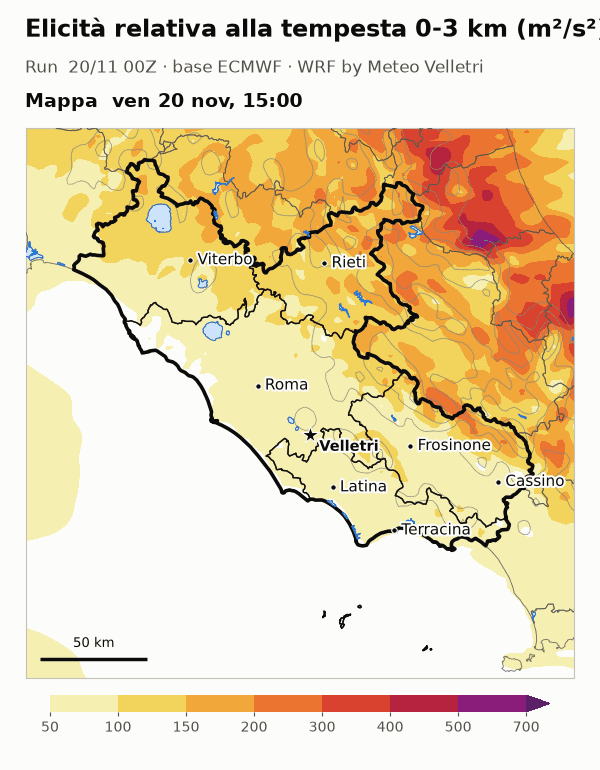 Elicità relativa alla tempesta 0-3 km (m²/s²)
Run 20/11 00Z · base ECMWF · WRF by Meteo Velletri
Mappa ven 20 nov, 15:00
Viterbo
Rieti
Roma
Velletri
Frosinone
Latina
Cassino
Terracina
50 km
50 100 150 200 300 400 500 700